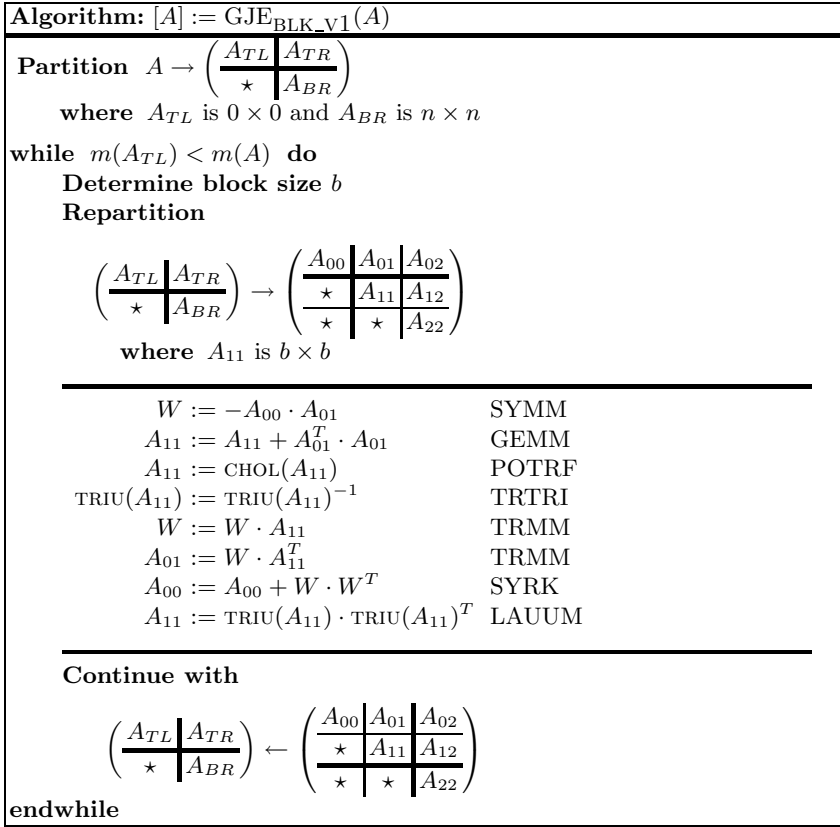 Algorithm: [A] := GJE_BLK_V1(A)
Partition A → ( A_TL A_TR
⋆ A_BR )
where A_TL is 0 × 0 and A_BR is n × n
while m(A_TL) < m(A) do
Determine block size b
Repartition
( A_TL A_TR
⋆ A_BR ) → ( A_00 A_01 A_02
⋆ A_11 A_12
⋆ ⋆ A_22 )
where A_11 is b × b
W := −A_00 · A_01 SYMM
A_11 := A_11 + A_01^T · A_01 GEMM
A_11 := CHOL(A_11) POTRF
TRIU(A_11) := TRIU(A_11)^−1 TRTRI
W := W · A_11 TRMM
A_01 := W · A_11^T TRMM
A_00 := A_00 + W · W^T SYRK
A_11 := TRIU(A_11) · TRIU(A_11)^T LAUUM
Continue with
( A_TL A_TR
⋆ A_BR ) ← ( A_00 A_01 A_02
⋆ A_11 A_12
⋆ ⋆ A_22 )
endwhile